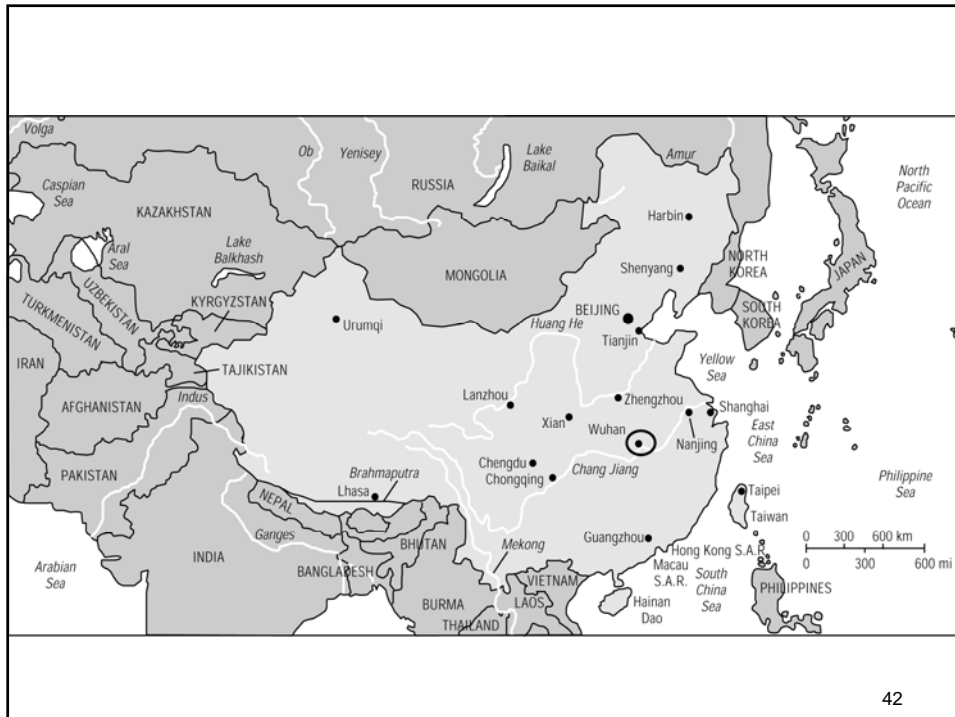 Volga
Ob
Yenisey
Lake
Baikal
Amur
RUSSIA
North
Pacific
Ocean
Caspian
Sea
KAZAKHSTAN
Harbin
Aral
Sea
Lake
Balkhash
MONGOLIA
Shenyang
NORTH
KOREA
JAPAN
UZBEKISTAN
KYRGYZSTAN
TURKMENISTAN
Urumqi
BEIJING
Huang He
Tianjin
SOUTH
KOREA
IRAN
TAJIKISTAN
Yellow
Sea
Indus
AFGHANISTAN
Lanzhou
Zhengzhou
Shanghai
Xian
Wuhan
Nanjing
East
China
Sea
PAKISTAN
Chengdu
Chongqing
Chang Jiang
Brahmaputra
Lhasa
Philippine
Sea
NEPAL
Taipei
Taiwan
Ganges
INDIA
BHUTAN
Mekong
Guangzhou
Hong Kong S.A.R.
0 300 600 km
0 300 600 mi
Arabian
Sea
BANGLADESH
Macau
S.A.R.
South
China
Sea
VIETNAM
LAOS
PHILIPPINES
BURMA
Hainan
Dao
THAILAND
42